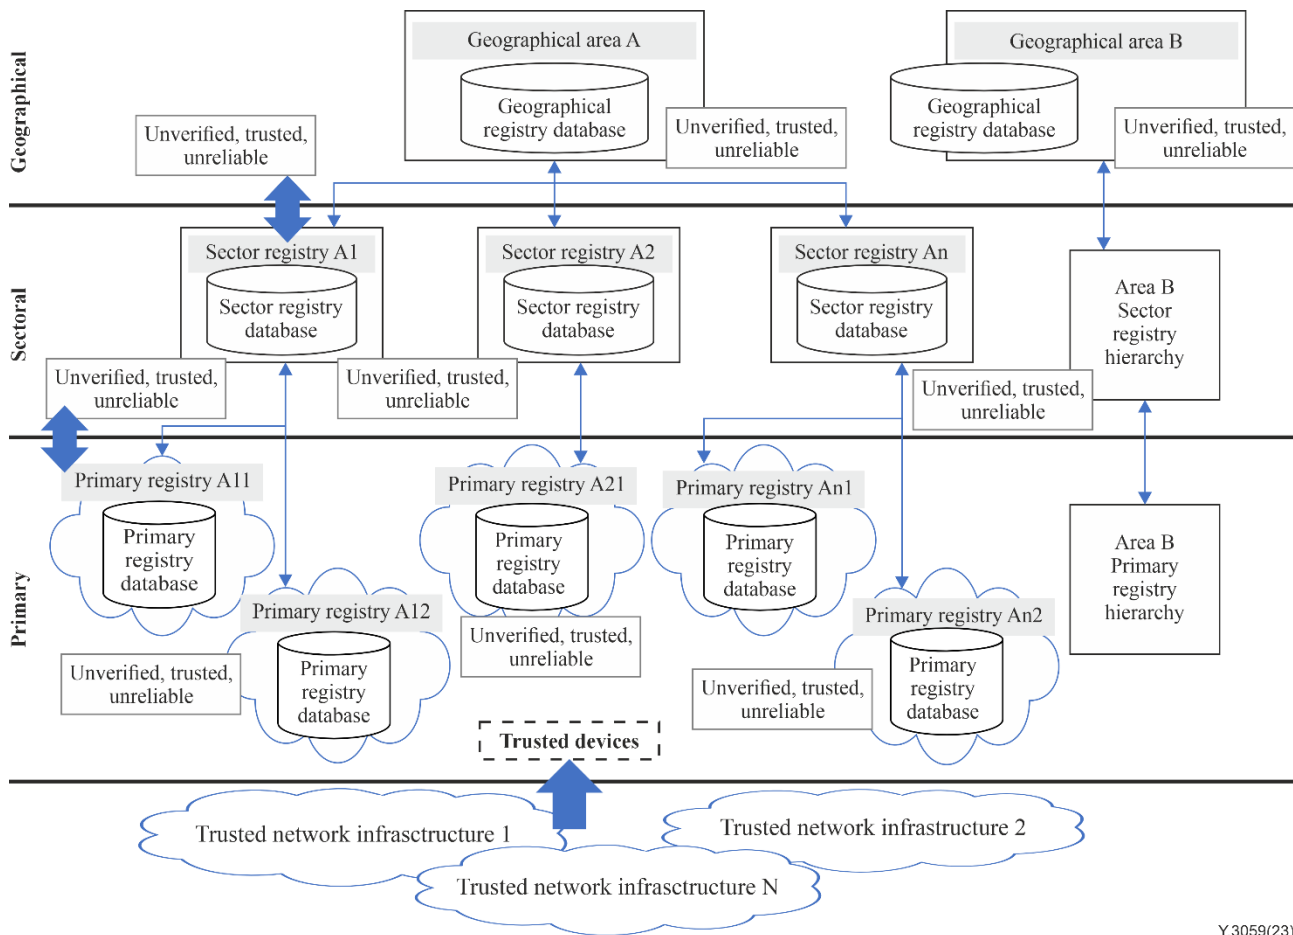 Geographical
Geographical area A
Geographical
registry database
Unverified, trusted,
unreliable
Geographical area B
Geographical
registry database
Unverified, trusted,
unreliable
Unverified, trusted,
unreliable
Sectoral
Sector registry A1
Sector registry
database
Sector registry A2
Sector registry
database
Sector registry An
Sector registry
database
Area B
Sector
registry
hierarchy
Unverified, trusted,
unreliable
Unverified, trusted,
unreliable
Unverified, trusted,
unreliable
Primary
Primary registry A11
Primary
registry
database
Primary registry A21
Primary
registry
database
Primary registry An1
Primary
registry
database
Area B
Primary
registry
hierarchy
Primary registry A12
Primary
registry
database
Primary registry An2
Primary
registry
database
Unverified, trusted,
unreliable
Unverified, trusted,
unreliable
Unverified, trusted,
unreliable
Trusted devices
Trusted network infrasctructure 1
Trusted network infrastructure 2
Trusted network infrasctructure N
Y.3059(23)